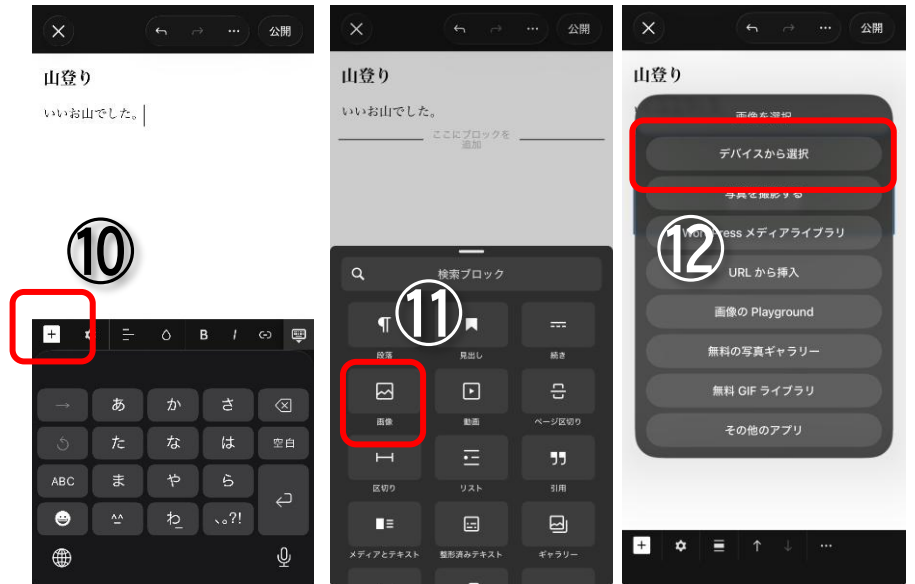 公開
山登り
いいお山でした。
⑩
B I
→ あ か さ
た な は 空白
ABC ま や ら
^^ わ_ 、。?!
公開
山登り
いいお山でした。
ここにブロックを
追加
検索ブロック
⑪
段落 見出し 続き
画像 動画 ページ区切り
区切り リスト 引用
メディアとテキスト 整形済みテキスト ギャラリー
公開
山登り
画像を選択
デバイスから選択
写真を撮影する
WordPress メディアライブラリ
⑫
URL から挿入
画像の Playground
無料の写真ギャラリー
無料 GIF ライブラリ
その他のアプリ